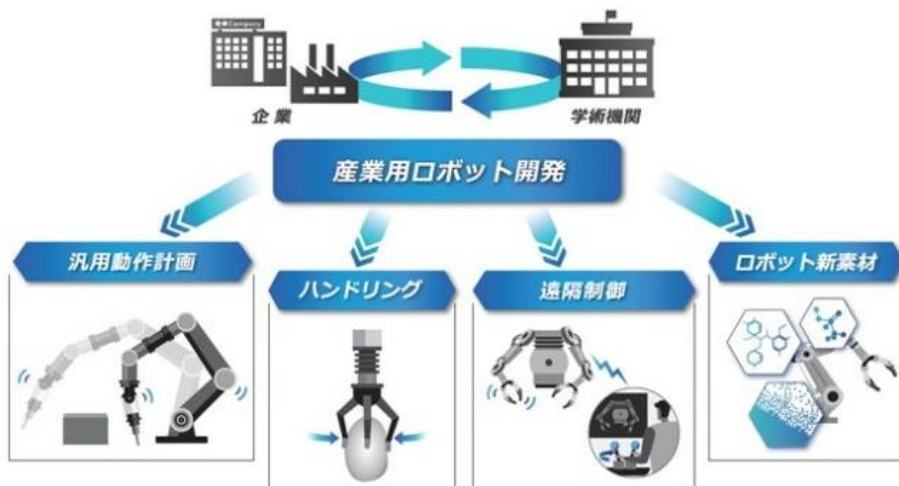 Company
企業
学術機関
産業用ロボット開発
汎用動作計画
ハンドリング
遠隔制御
ロボット新素材